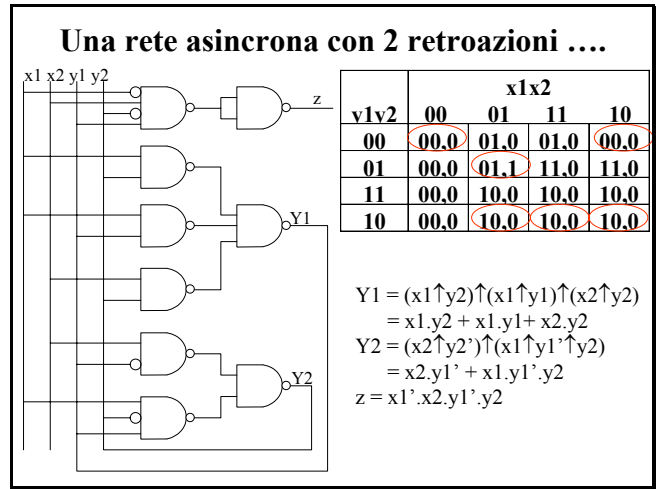 Una rete asincrona con 2 retroazioni ....
x1 x2 y1 y2
z
Y1
Y2
x1x2
y1y2 00 01 11 10
00 00,0 01,0 01,0 00,0
01 00,0 01,1 11,0 11,0
11 00,0 10,0 10,0 10,0
10 00,0 10,0 10,0 10,0
Y1 = (x1↑y2)↑(x1↑y1)↑(x2↑y2)
= x1.y2 + x1.y1+ x2.y2
Y2 = (x2↑y2’)↑(x1↑y1’↑y2)
= x2.y1’ + x1.y1’.y2
z = x1’.x2.y1’.y2